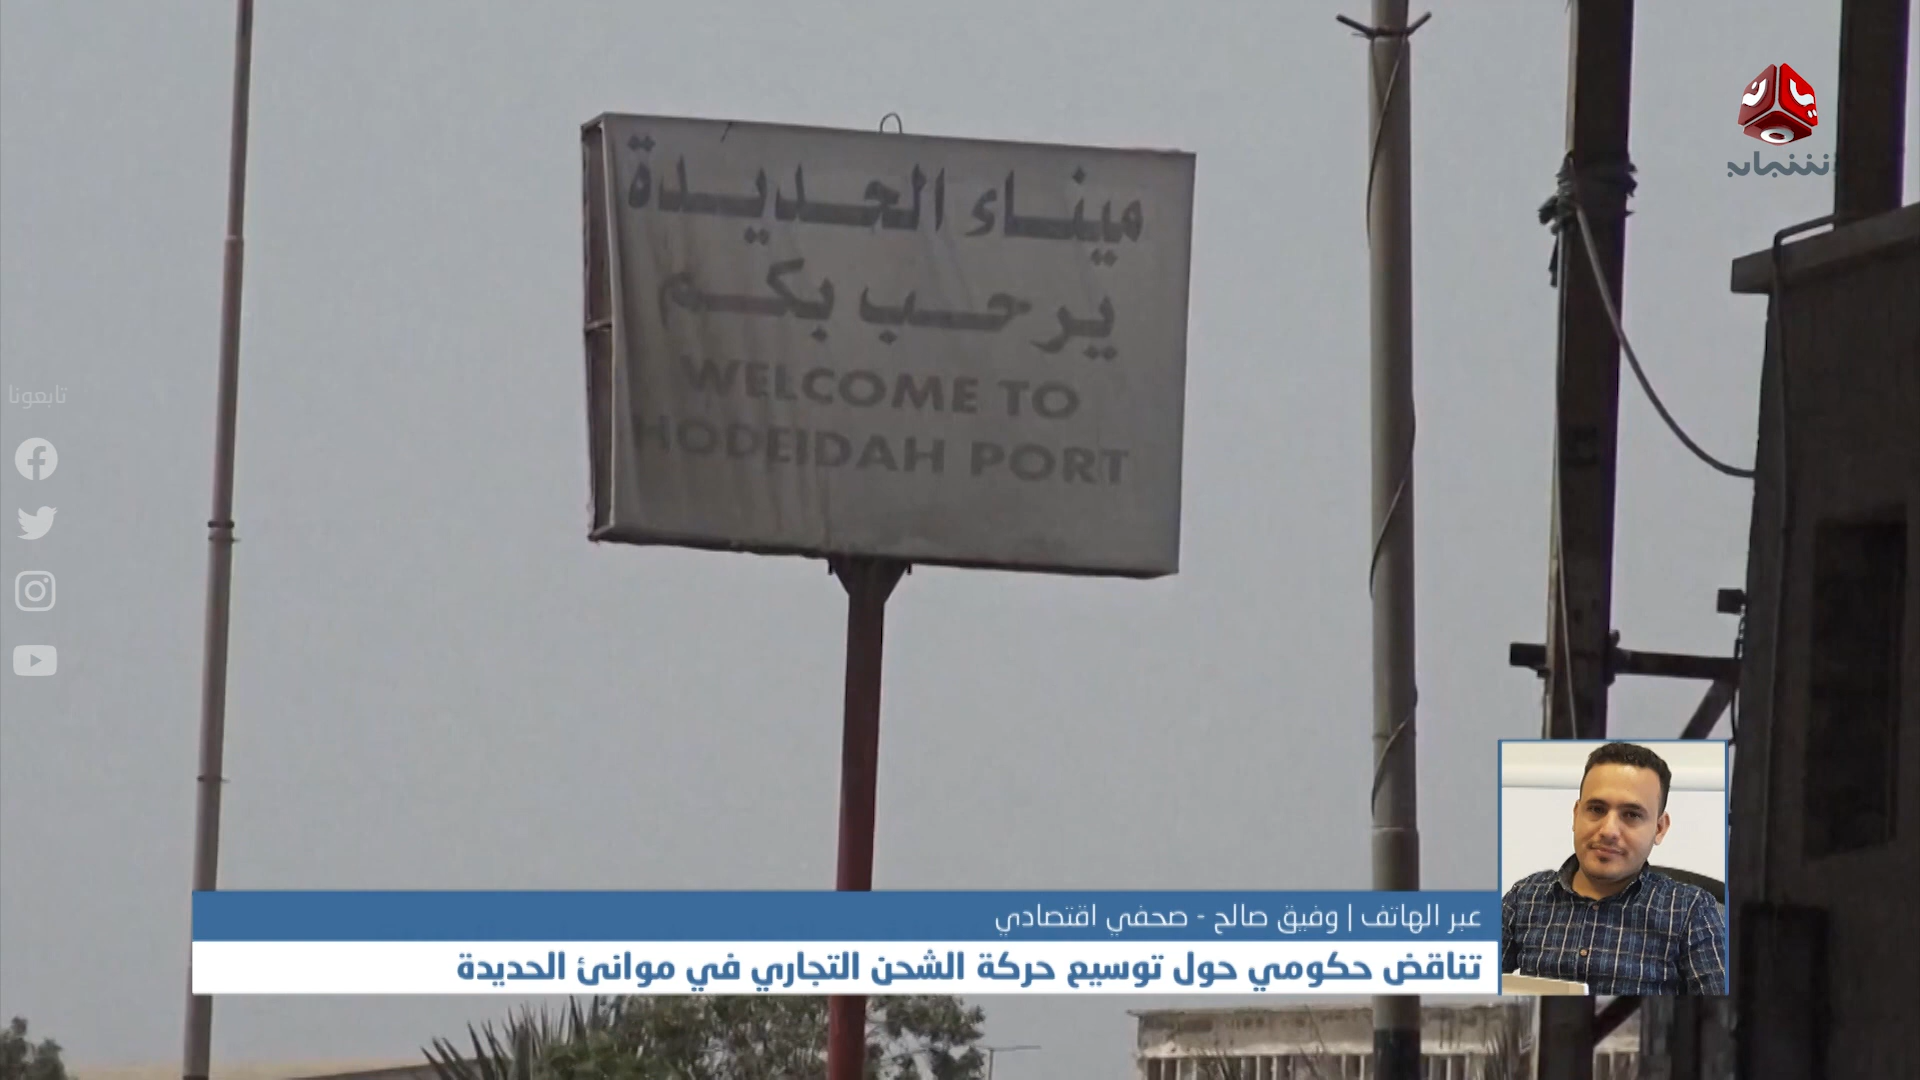 ميناء الحديدة
يرحب بكم
WELCOME TO
HODEIDAH PORT
تابعونا
عبر الهاتف | وفيق صالح - صحفي اقتصادي
تناقض حكومي حول توسيع حركة الشحن التجاري في موانئ الحديدة